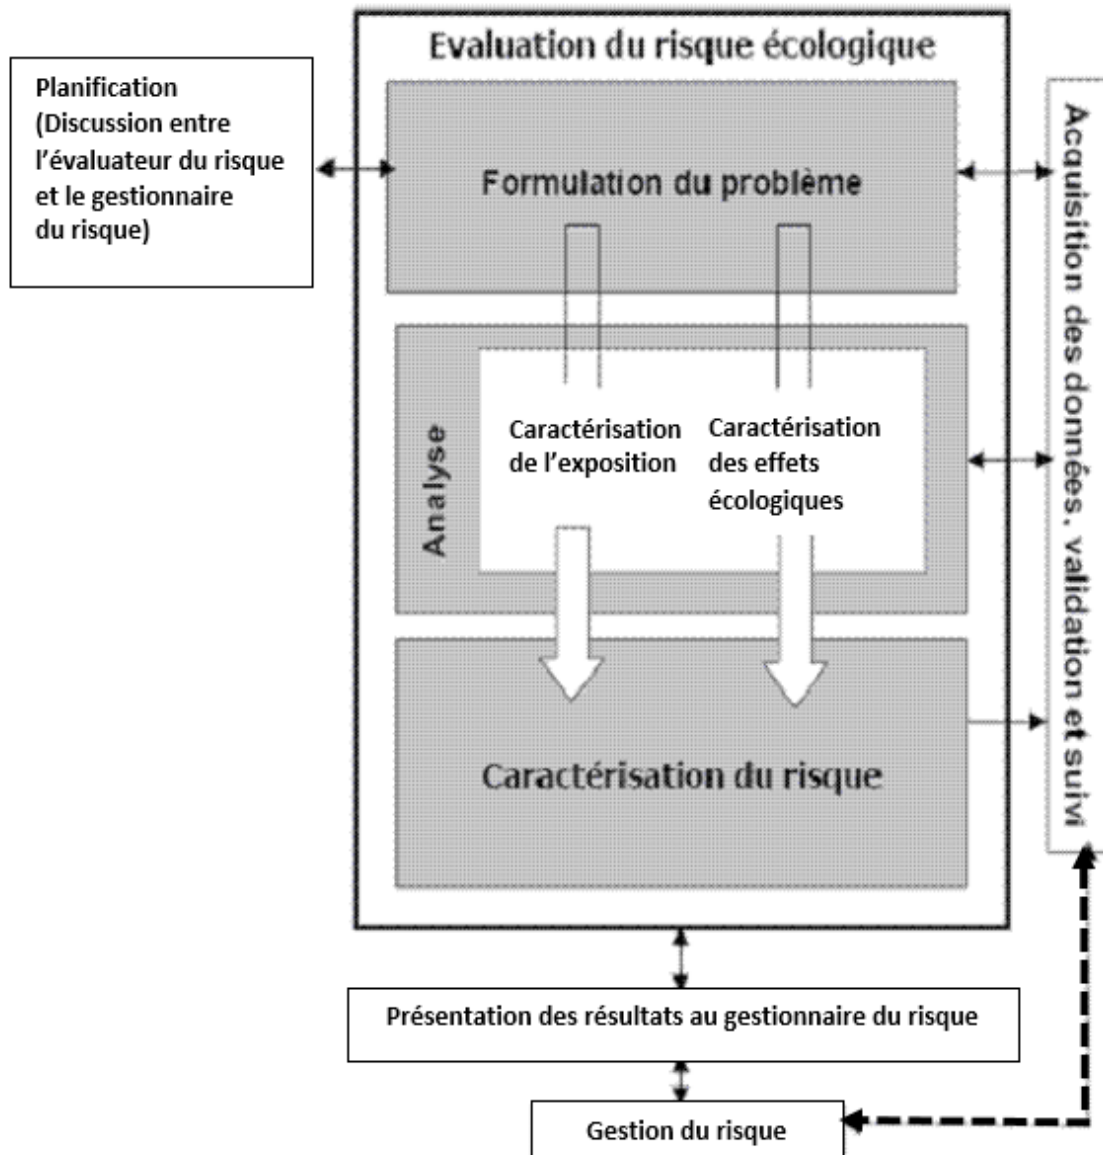 Evaluation du risque écologique
Planification
(Discussion entre
l'évaluateur du risque
et le gestionnaire
du risque)
Formulation du problème
Analyse
Caractérisation
de l'exposition
Caractérisation
des effets
écologiques
Caractérisation du risque
Acquisition des données, validation et suivi
Présentation des résultats au gestionnaire du risque
Gestion du risque